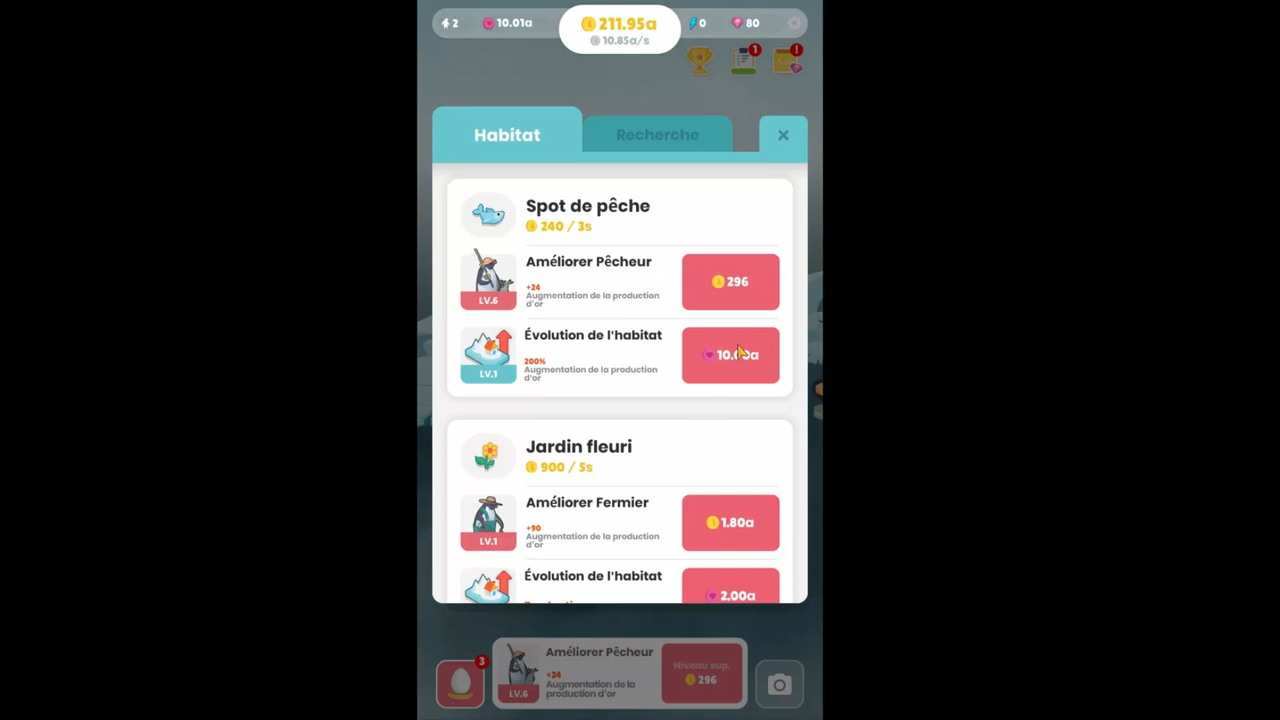 2 10.01a 211.95a 0 80
10.85a/s
1 !
Habitat Recherche ×
Spot de pêche
240 / 3s
Améliorer Pêcheur
+24
Augmentation de la production
d'or
LV.6
296
Évolution de l'habitat
200%
Augmentation de la production
d'or
LV.1
Jardin fleuri
900 / 5s
Améliorer Fermier
+90
Augmentation de la production
d'or
LV.1
1.80a
Évolution de l'habitat
2.00a
3
Améliorer Pêcheur
+24
Augmentation de la
production d'or
LV.6
Niveau sup.
296